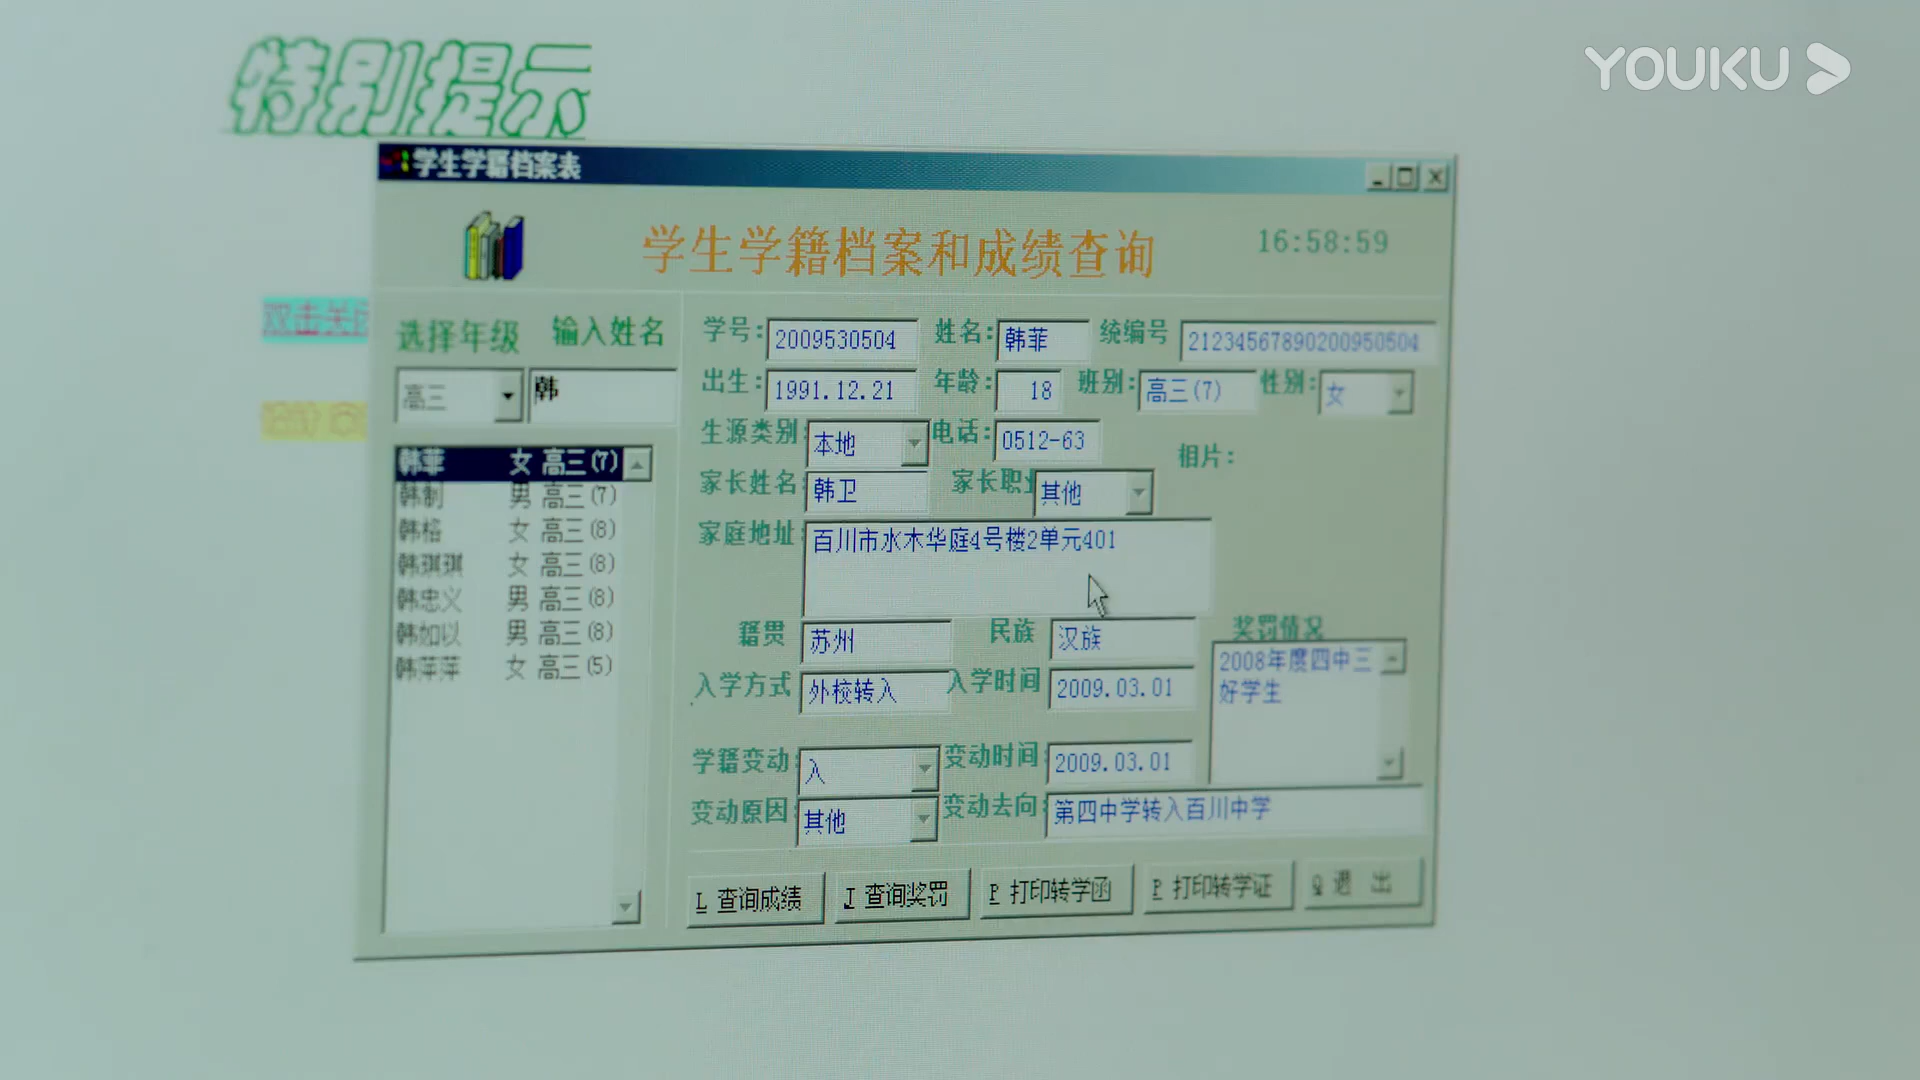 YOUKU
特别提示
学生学籍档案表
学生学籍档案和成绩查询
16:58:59
双击关
选择年级 输入姓名
高三 韩
韩菲 女 高三(7)
韩制 男 高三(7)
韩榕 女 高三(8)
韩琪琪 女 高三(8)
韩忠义 男 高三(8)
韩如以 男 高三(8)
韩萍萍 女 高三(5)
学号: 2009530504 姓名: 韩菲 统编号 21234567890200950504
出生: 1991.12.21 年龄: 18 班别: 高三(7) 性别: 女
生源类别 本地 电话: 0512-63
相片:
家长姓名 韩卫 家长职业 其他
家庭地址 百川市水木华庭4号楼2单元401
籍贯 苏州 民族 汉族
奖罚情况
2008年度四中三
好学生
入学方式 外校转入 入学时间 2009.03.01
学籍变动: 入 变动时间 2009.03.01
变动原因: 其他 变动去向: 第四中学转入百川中学
L 查询成绩 J 查询奖罚 P 打印转学函 P 打印转学证 Q 退 出